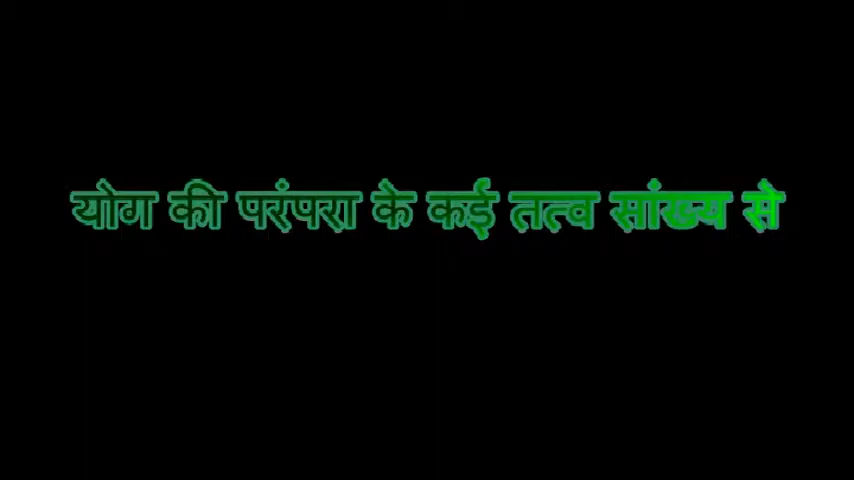 योग की परंपरा के कई तत्व सांख्य से